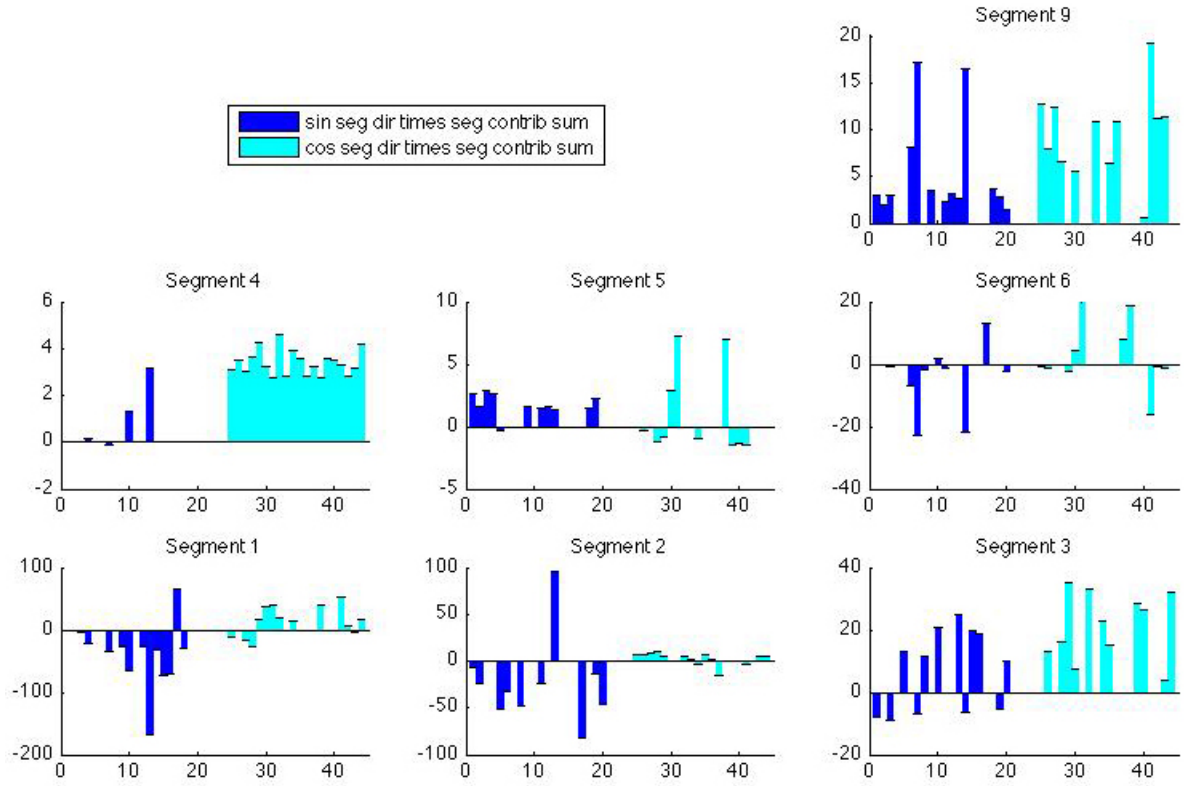 Segment 9
20
15
10
5
0
0 10 20 30 40
sin seg dir times seg contrib sum
cos seg dir times seg contrib sum
Segment 4
6
4
2
0
-2
0 10 20 30 40
Segment 5
10
5
0
-5
0 10 20 30 40
Segment 6
20
0
-20
-40
0 10 20 30 40
Segment 1
100
0
-100
-200
0 10 20 30 40
Segment 2
100
50
0
-50
-100
0 10 20 30 40
Segment 3
40
20
0
-20
0 10 20 30 40